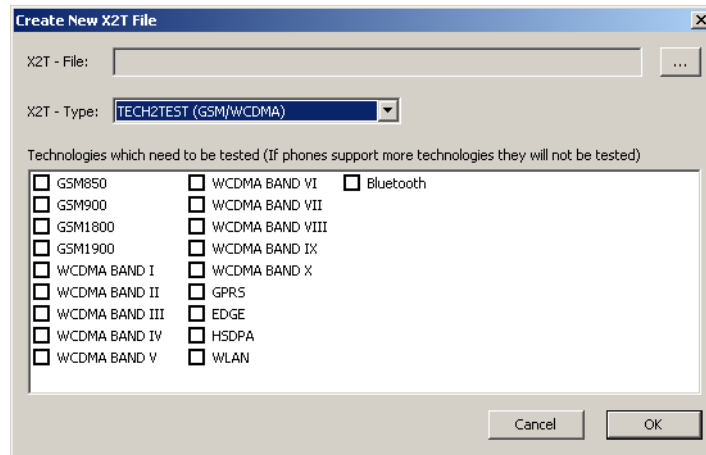 Create New X2T File
X2T - File:
...
X2T - Type: TECH2TEST (GSM/WCDMA)
Technologies which need to be tested (If phones support more technologies they will not be tested)
GSM850 WCDMA BAND VI Bluetooth
GSM900 WCDMA BAND VII
GSM1800 WCDMA BAND VIII
GSM1900 WCDMA BAND IX
WCDMA BAND I WCDMA BAND X
WCDMA BAND II GPRS
WCDMA BAND III EDGE
WCDMA BAND IV HSDPA
WCDMA BAND V WLAN
Cancel OK